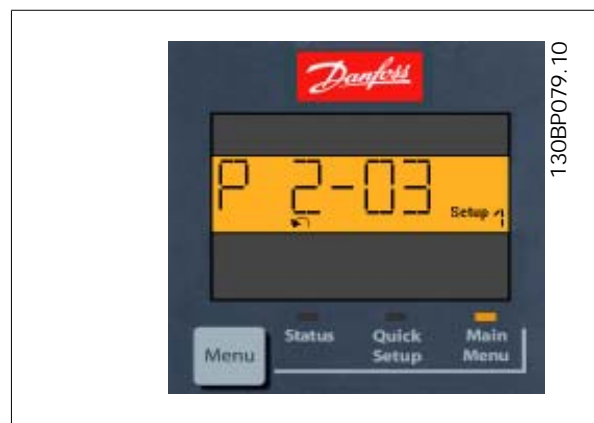 Danfoss
P 2-03
Setup 1
Status
Quick
Setup
Main
Menu
Menu
130BP079.10